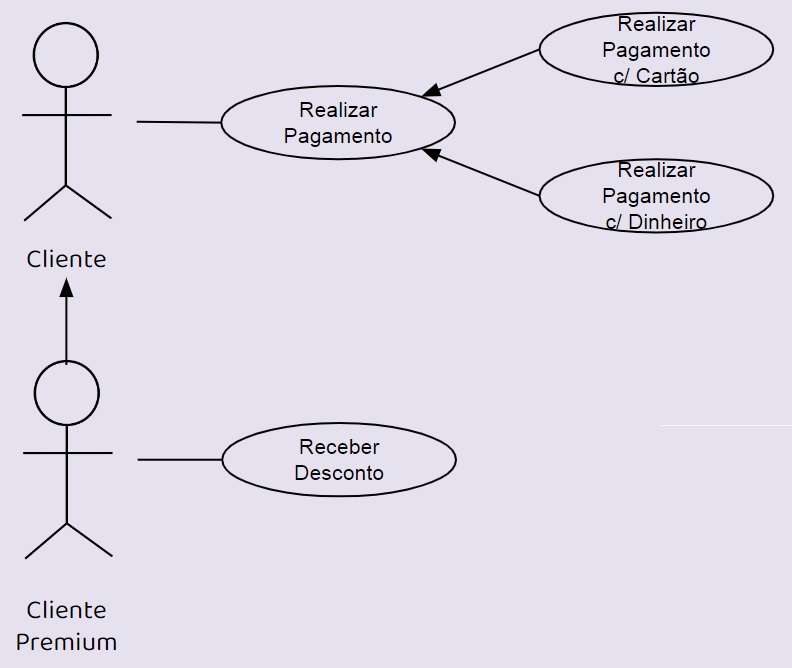 Realizar
Pagamento
c/ Cartão
Realizar
Pagamento
Realizar
Pagamento
c/ Dinheiro
Cliente
Receber
Desconto
Cliente
Premium